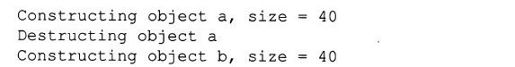 Constructing object a, size = 40
Destructing object a
Constructing object b, size = 40